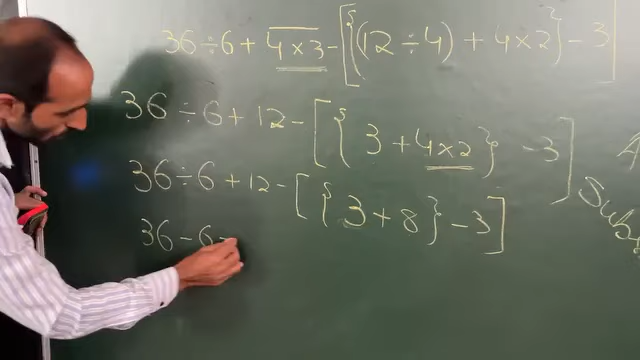 36 ÷ 6 + 4 × 3 - [{(12 ÷ 4) + 4 × 2} - 3]
36 ÷ 6 + 12 - [{3 + 4 × 2} - 3]
36 ÷ 6 + 12 - [{3 + 8} - 3]
36 - 6 -